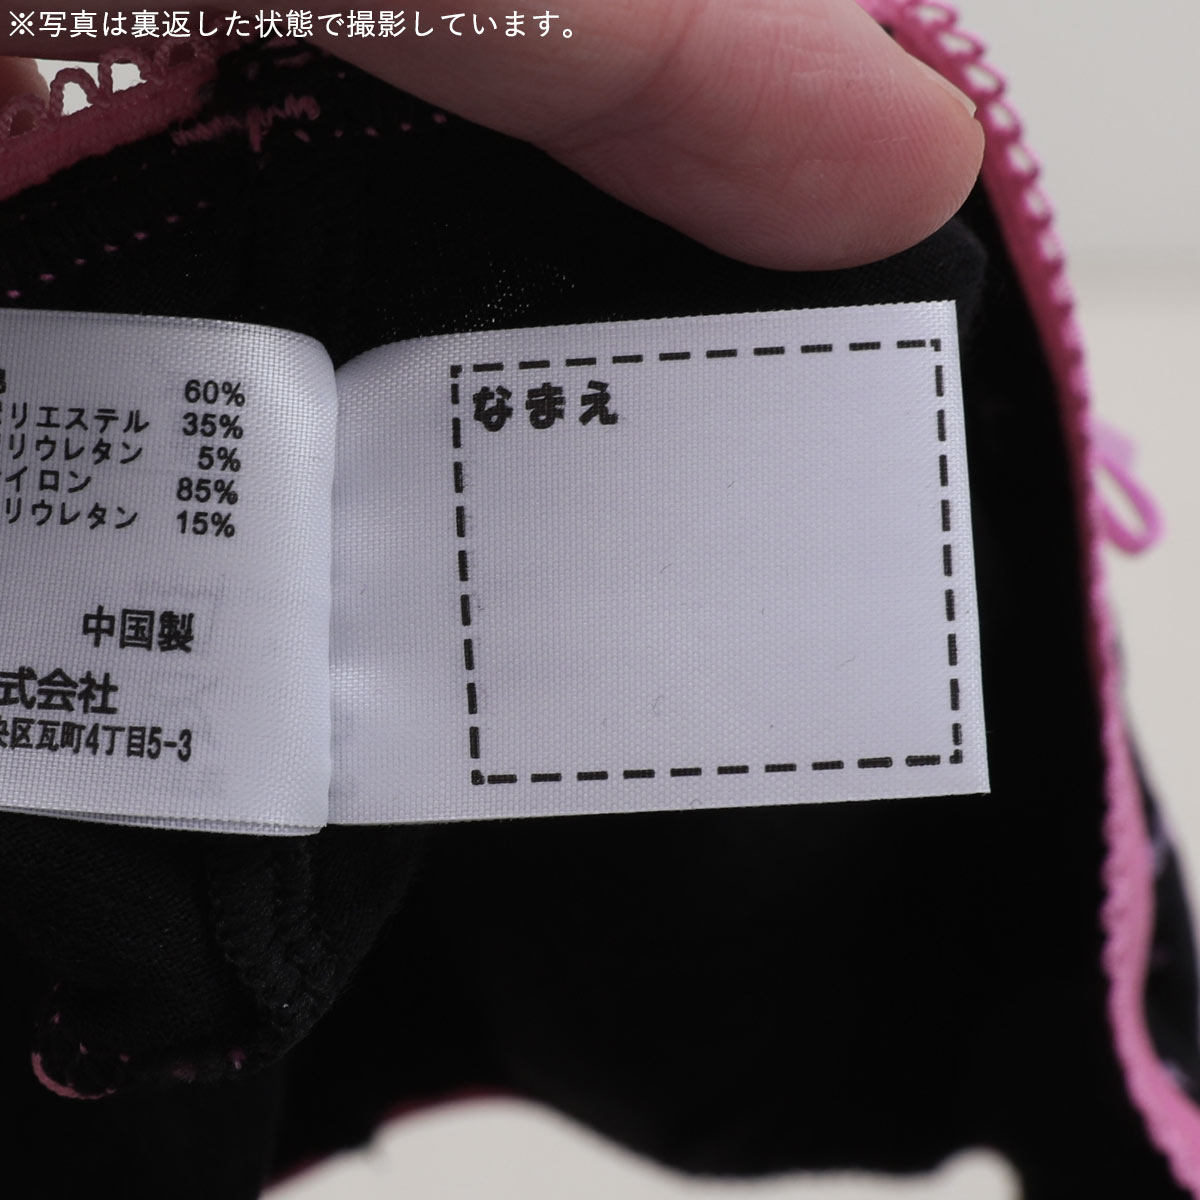 ※写真は裏返した状態で撮影しています。
60%
リエステル 35%
リウレタン 5%
イロン 85%
リウレタン 15%
中国製
式会社
央区瓦町4丁目5-3
なまえ